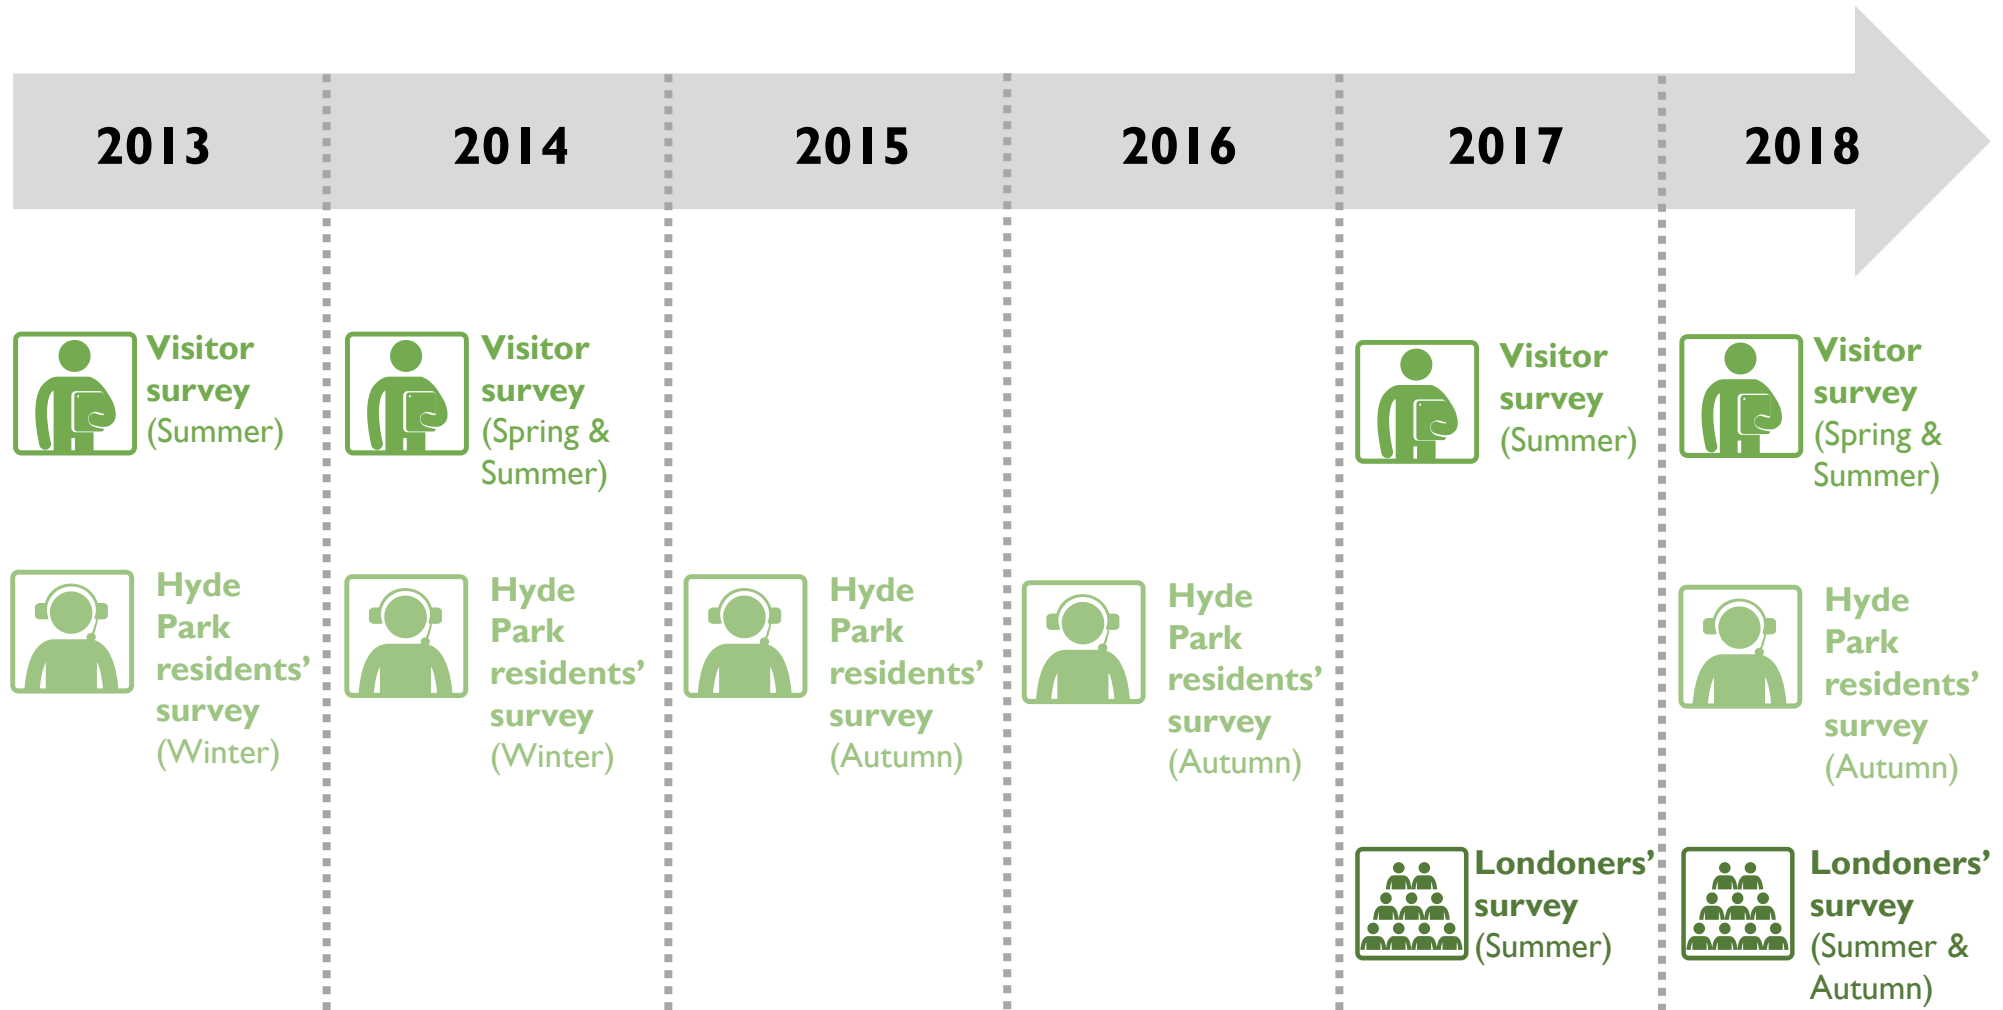 2013
2014
2015
2016
2017
2018
Visitor
survey
(Summer)
Visitor
survey
(Spring &
Summer)
Visitor
survey
(Summer)
Visitor
survey
(Spring &
Summer)
Hyde
Park
residents’
survey
(Winter)
Hyde
Park
residents’
survey
(Winter)
Hyde
Park
residents’
survey
(Autumn)
Hyde
Park
residents’
survey
(Autumn)
Hyde
Park
residents’
survey
(Autumn)
Londoners’
survey
(Summer)
Londoners’
survey
(Summer &
Autumn)